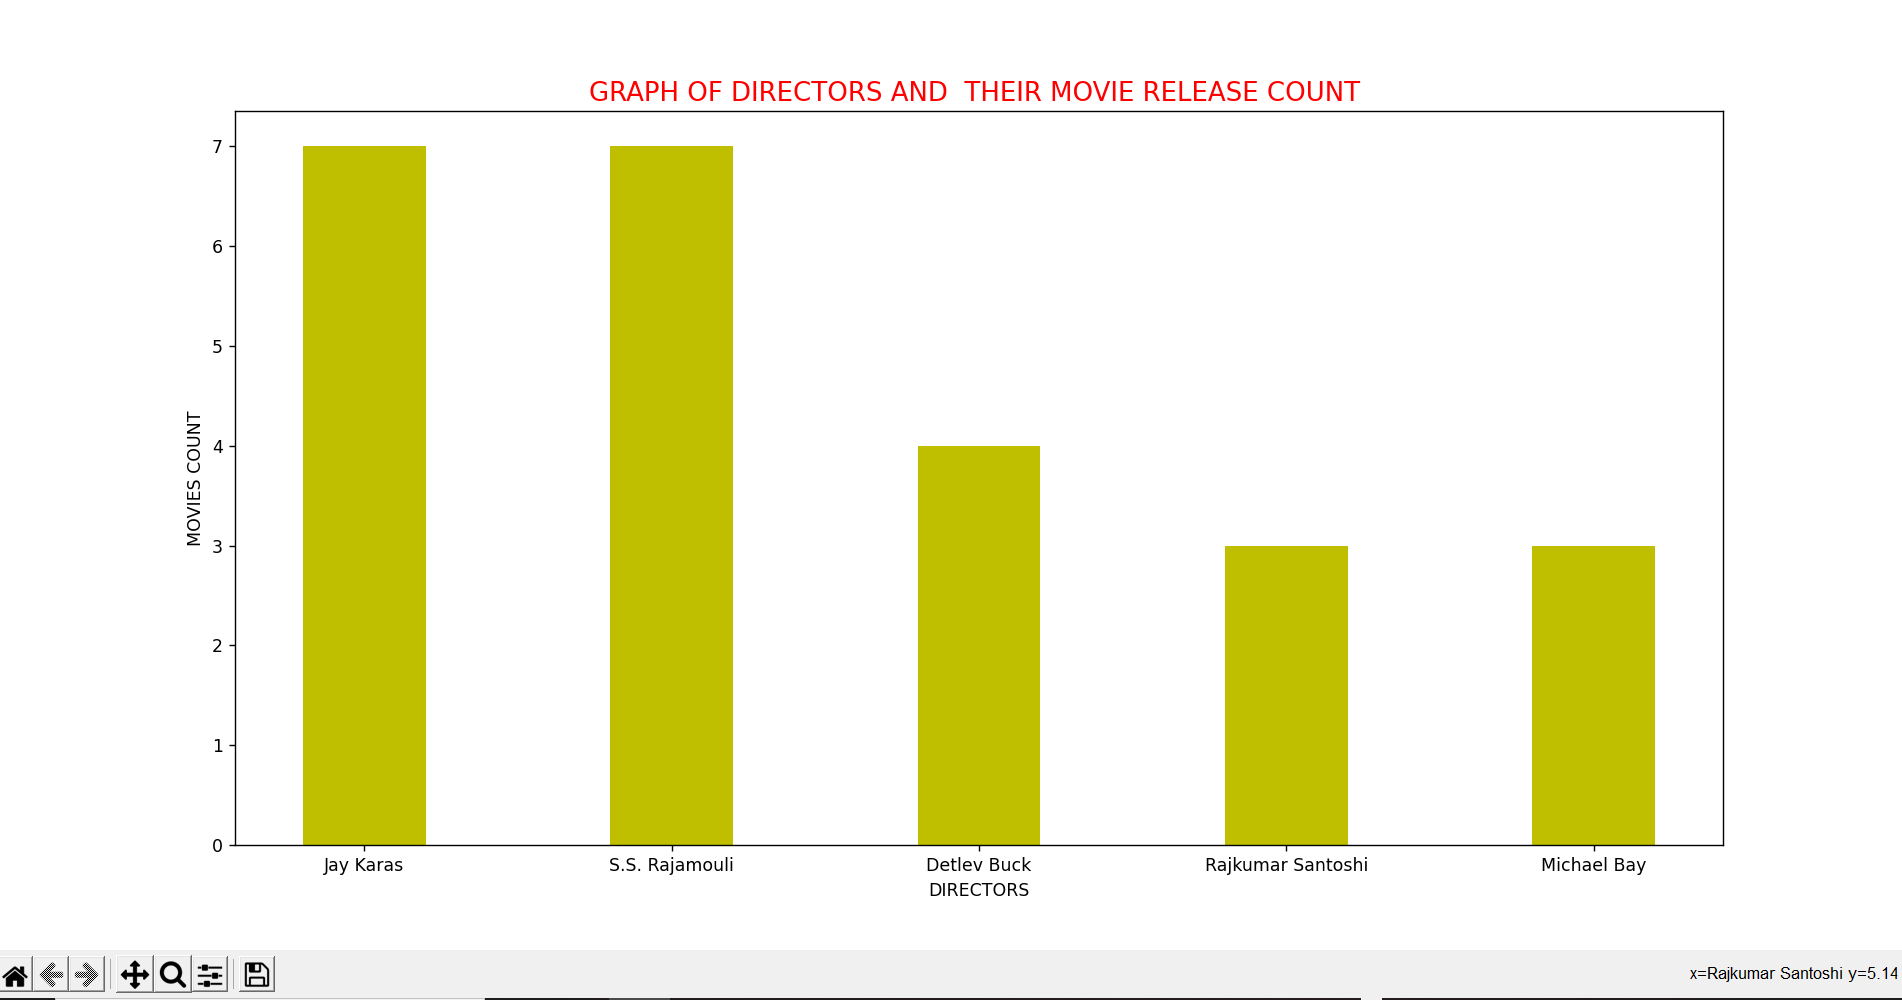 GRAPH OF DIRECTORS AND  THEIR MOVIE RELEASE COUNT
MOVIES COUNT
7
6
5
4
3
2
1
0
Jay Karas S.S. Rajamouli Detlev Buck Rajkumar Santoshi Michael Bay
DIRECTORS
x=Rajkumar Santoshi y=5.14